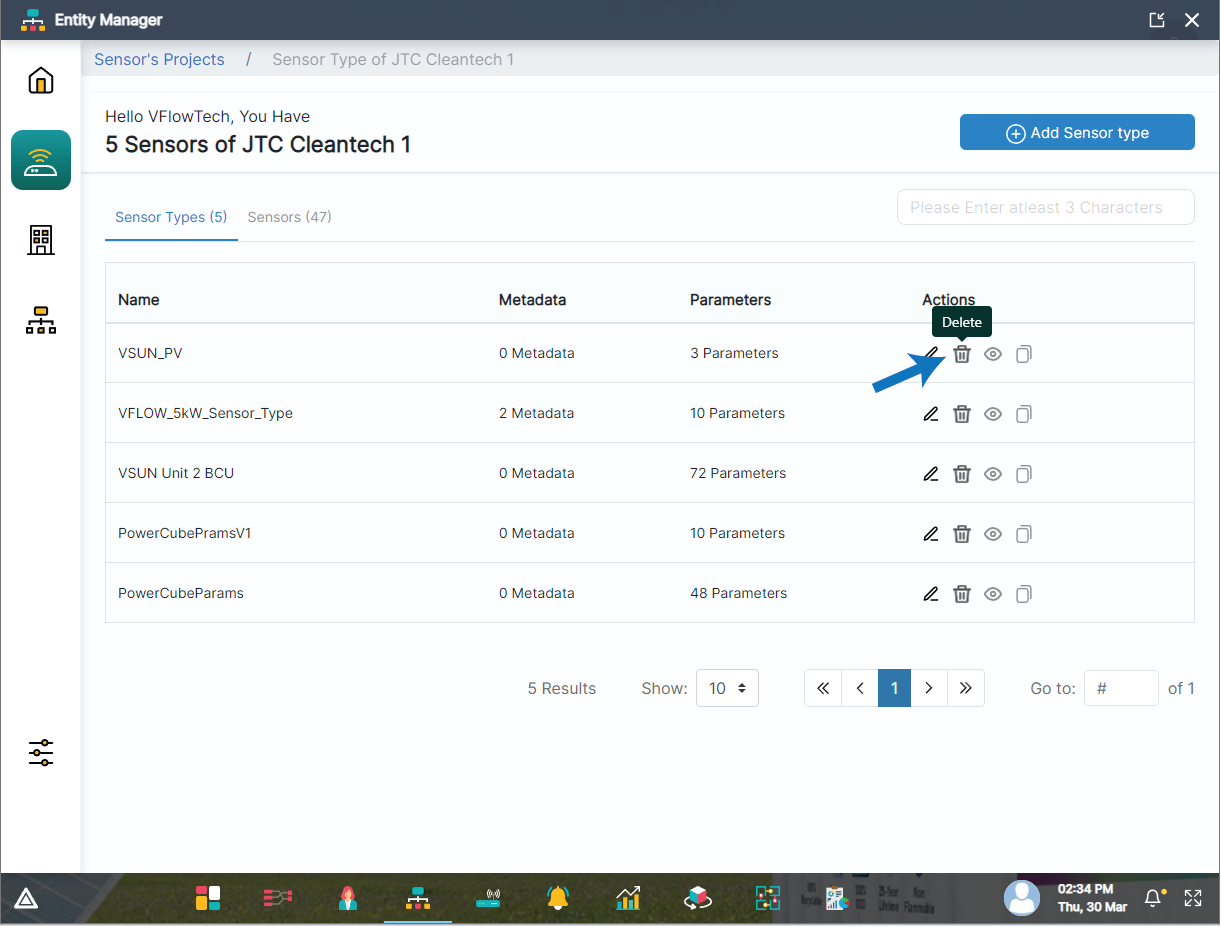 Entity Manager
Sensor's Projects / Sensor Type of JTC Cleantech 1
Hello VFlowTech, You Have
5 Sensors of JTC Cleantech 1
Add Sensor type
Sensor Types (5) Sensors (47)
Please Enter atleast 3 Characters
Name Metadata Parameters Actions
Delete
VSUN_PV 0 Metadata 3 Parameters
VFLOW_5kW_Sensor_Type 2 Metadata 10 Parameters
VSUN Unit 2 BCU 0 Metadata 72 Parameters
PowerCubePramsV1 0 Metadata 10 Parameters
PowerCubeParams 0 Metadata 48 Parameters
5 Results Show: 10 1 Go to: # of 1
02:34 PM
Thu, 30 Mar